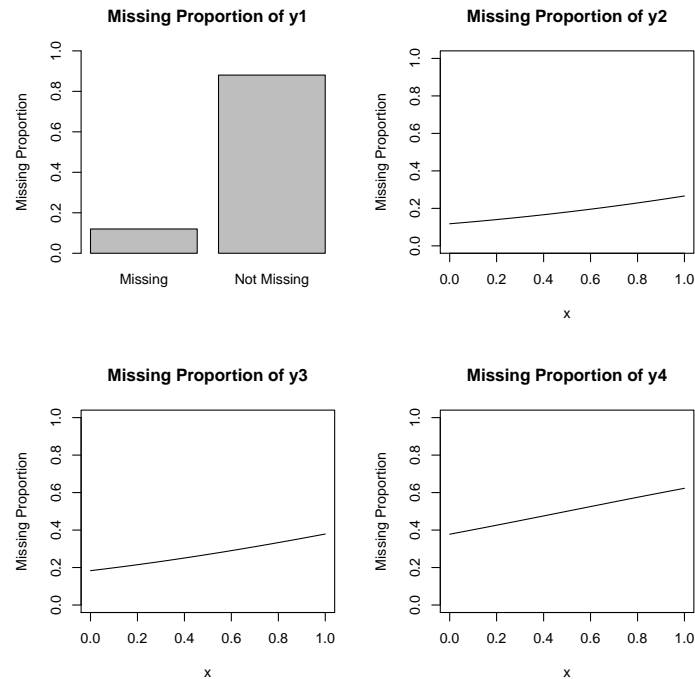 Missing Proportion of y1
Missing Proportion
0.0 0.2 0.4 0.6 0.8 1.0
Missing Not Missing
Missing Proportion of y2
Missing Proportion
0.0 0.2 0.4 0.6 0.8 1.0
0.0 0.2 0.4 0.6 0.8 1.0
x
Missing Proportion of y3
Missing Proportion
0.0 0.2 0.4 0.6 0.8 1.0
0.0 0.2 0.4 0.6 0.8 1.0
x
Missing Proportion of y4
Missing Proportion
0.0 0.2 0.4 0.6 0.8 1.0
0.0 0.2 0.4 0.6 0.8 1.0
x